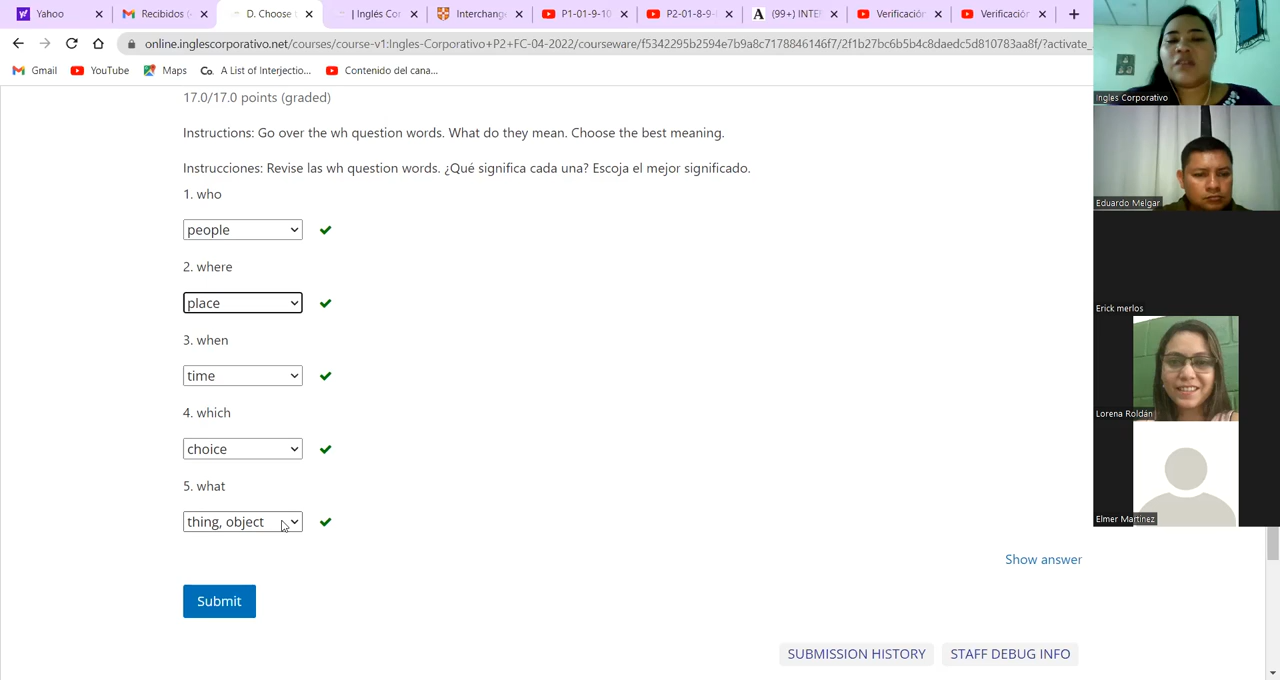 Yahoo
Recibidos (
D. Choose
| Inglés Cor
Interchang
P1-01-9-10
P2-01-8-9-
(99+) INTE
Verificación
Verificación
online.inglescorporativo.net/courses/course-v1:Ingles-Corporativo+P2+FC-04-2022/courseware/f5342295b2594e7b9a8c7178846146f7/2f1b27bc6b5b4c8daedc5d810783aa8f/?activate_
Gmail
YouTube
Maps
Co. A List of Interjectio...
Contenido del cana...
17.0/17.0 points (graded)
Instructions: Go over the wh question words. What do they mean. Choose the best meaning.
Instrucciones: Revise las wh question words. ¿Qué significa cada una? Escoja el mejor significado.
1. who
people
2. where
place
3. when
time
4. which
choice
5. what
thing, object
Show answer
Submit
SUBMISSION HISTORY
STAFF DEBUG INFO
Ingles Corporativo
Eduardo Melgar
Erick merlos
Lorena Roldán
Elmer Martinez